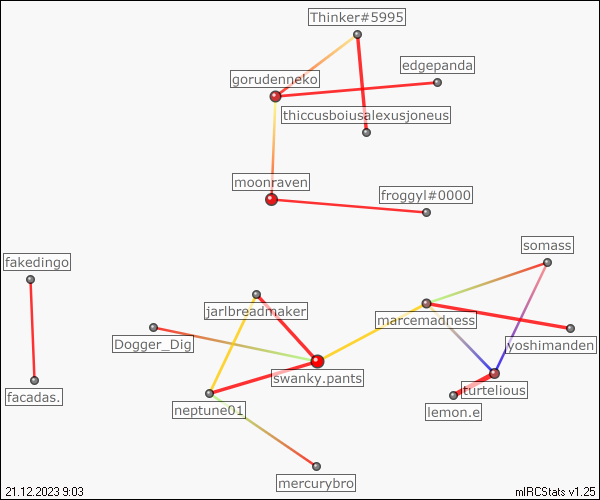 Thinker#5995
edgepanda
gorudenneko
thiccusboiusalexusjoneus
moonraven
froggyl#0000
somass
fakedingo
jarlbreadmaker
marcemadness
Dogger_Dig
yoshimanden
swanky.pants
turtelious
facadas.
neptune01
lemon.e
mercurybro
21.12.2023 9:03
mIRCStats v1.25